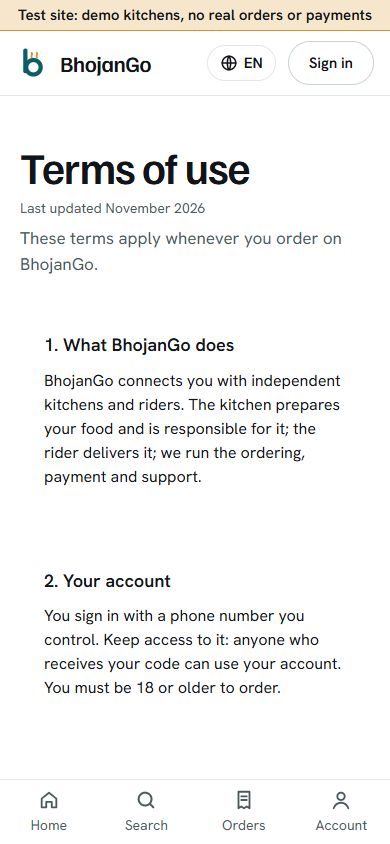 Test site: demo kitchens, no real orders or payments
BhojanGo
EN
Sign in
Terms of use
Last updated November 2026
These terms apply whenever you order on
BhojanGo.
1. What BhojanGo does
BhojanGo connects you with independent
kitchens and riders. The kitchen prepares
your food and is responsible for it; the
rider delivers it; we run the ordering,
payment and support.
2. Your account
You sign in with a phone number you
control. Keep access to it: anyone who
receives your code can use your account.
You must be 18 or older to order.
Home
Search
Orders
Account